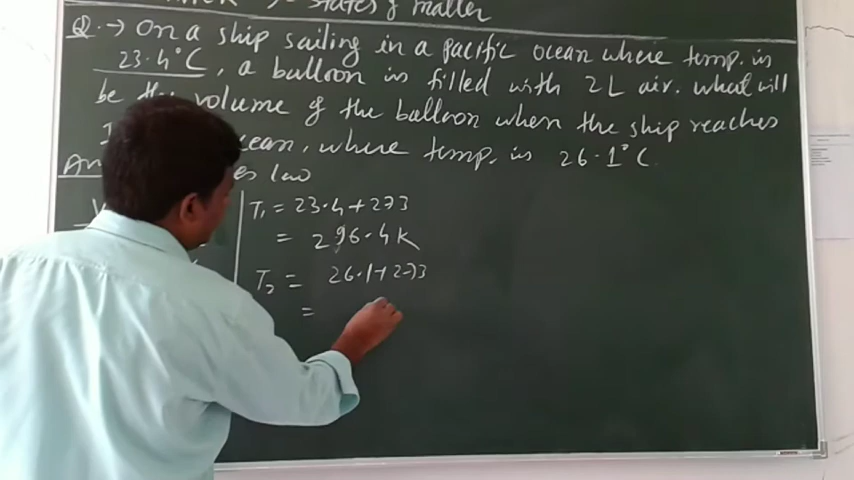 :- States of matter
Q. → On a ship sailing in a pacific ocean where temp. is
23.4°C, a balloon is filled with 2L air. What will
be the volume of the balloon when the ship reaches
ocean, where temp. is 26.1°C.
law
T₁ = 23.4+273
= 296.4K
T₂ = 26.1+273
=